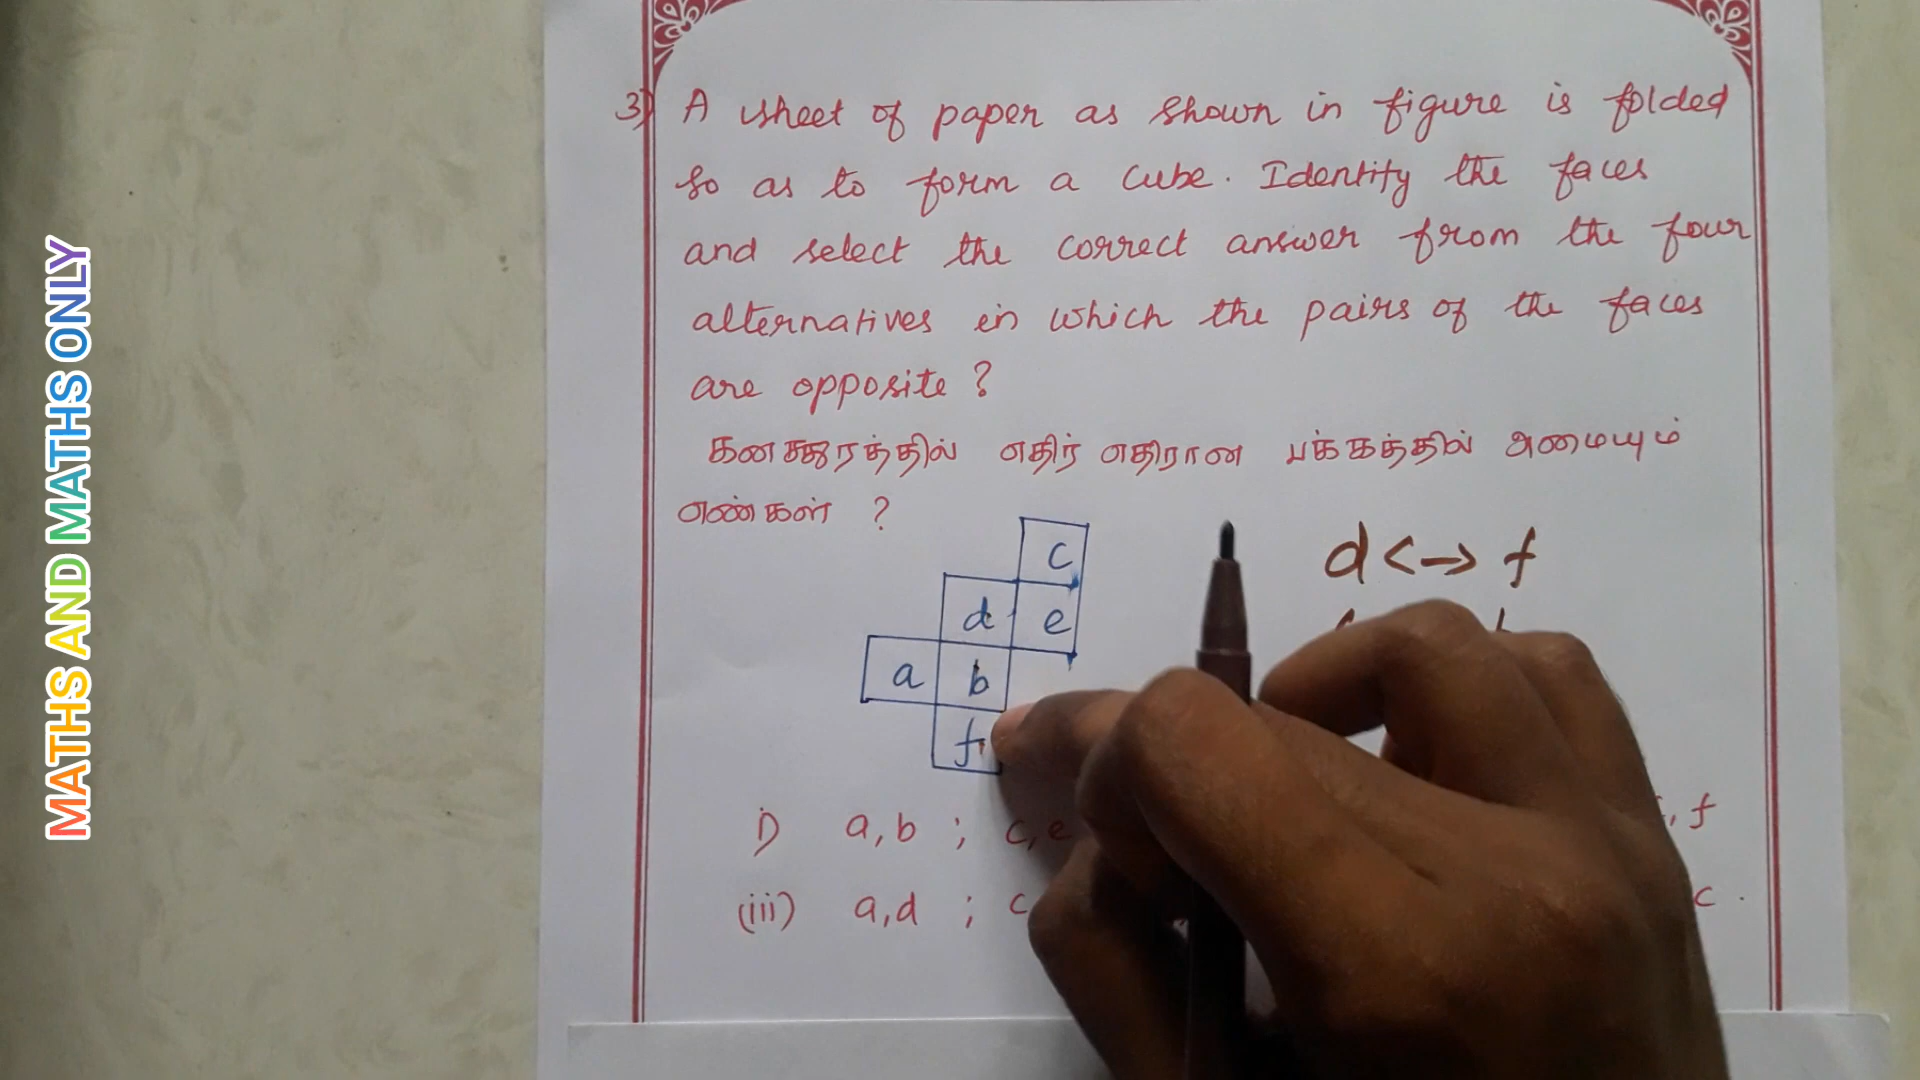 MATHS AND MATHS ONLY
3) A sheet of paper as shown in figure is folded
so as to form a cube. Identify the faces
and select the correct answer from the four
alternatives in which the pairs of the faces
are opposite ?
கனசதுரத்தில் எதிர் எதிரான பக்கத்தில் அமையும்
எண்கள் ?
c
d e
a b
f
d <-> f
i) a, b ; c, e , f
(iii) a, d ; c c .